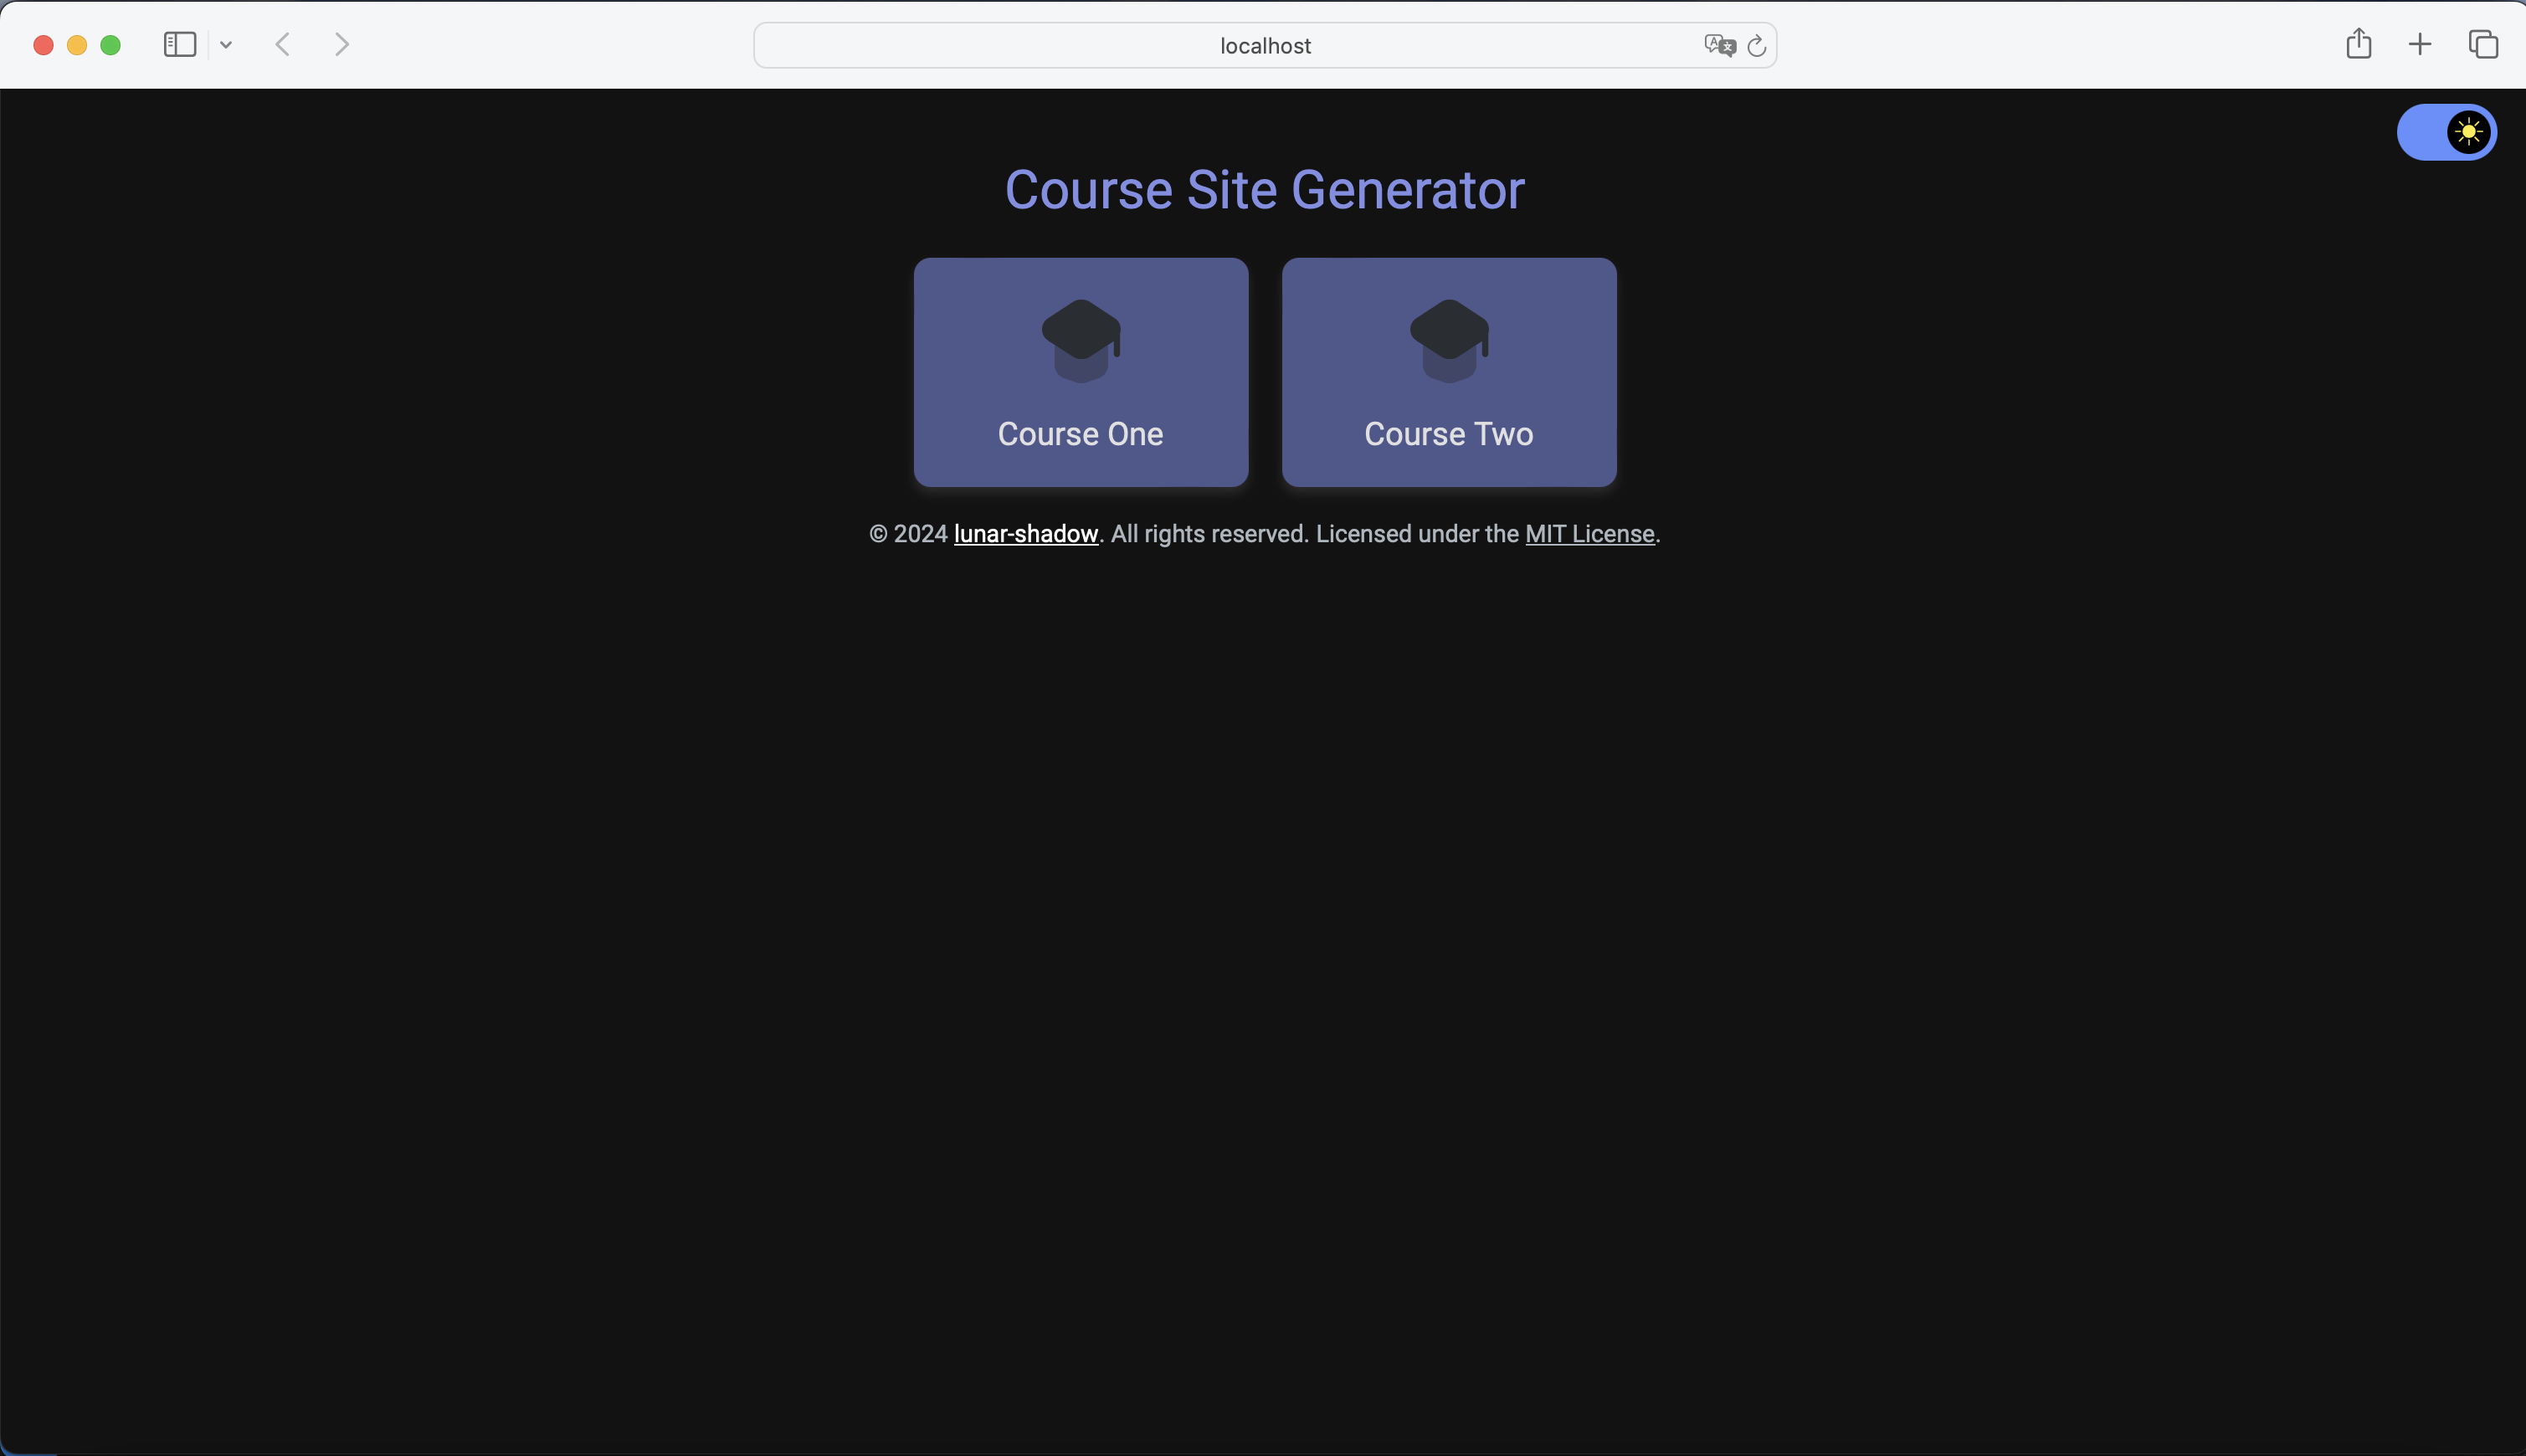 localhost
Course Site Generator
Course One
Course Two
© 2024 lunar-shadow. All rights reserved. Licensed under the MIT License.